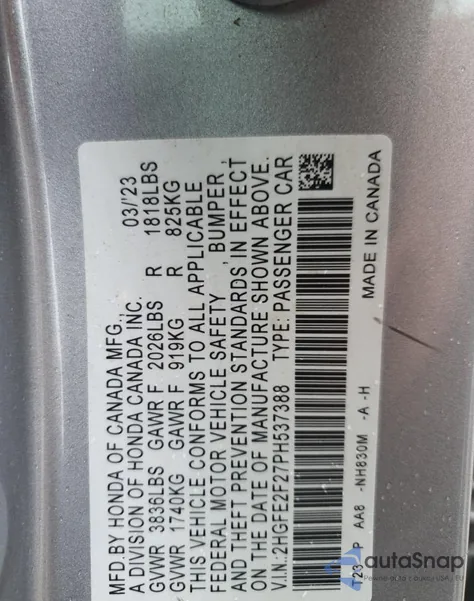 MFD.BY HONDA OF CANADA MFG., 03/'23
A DIVISION OF HONDA CANADA INC.
GVWR 3836LBS GAWR F 2026LBS R 1818LBS
GVWR 1740KG GAWR F 919KG R 825KG
THIS VEHICLE CONFORMS TO ALL APPLICABLE
FEDERAL MOTOR VEHICLE SAFETY , BUMPER ,
AND THEFT PREVENTION STANDARDS IN EFFECT
ON THE DATE OF MANUFACTURE SHOWN ABOVE.
V.I.N.:2HGFE2F27PH537388 TYPE: PASSENGER CAR
T23 P AA8 -NH830M -A -H MADE IN CANADA
autoSnap